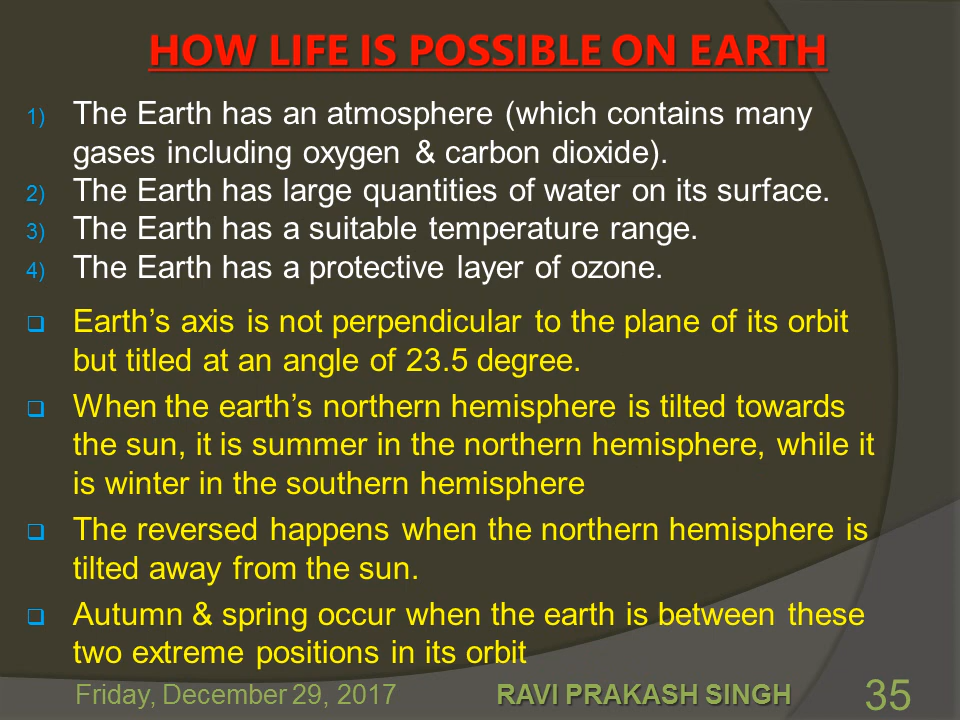 HOW LIFE IS POSSIBLE ON EARTH
1) The Earth has an atmosphere (which contains many
gases including oxygen & carbon dioxide).
2) The Earth has large quantities of water on its surface.
3) The Earth has a suitable temperature range.
4) The Earth has a protective layer of ozone.
❑ Earth’s axis is not perpendicular to the plane of its orbit
but titled at an angle of 23.5 degree.
❑ When the earth’s northern hemisphere is tilted towards
the sun, it is summer in the northern hemisphere, while it
is winter in the southern hemisphere
❑ The reversed happens when the northern hemisphere is
tilted away from the sun.
❑ Autumn & spring occur when the earth is between these
two extreme positions in its orbit
Friday, December 29, 2017 RAVI PRAKASH SINGH 35